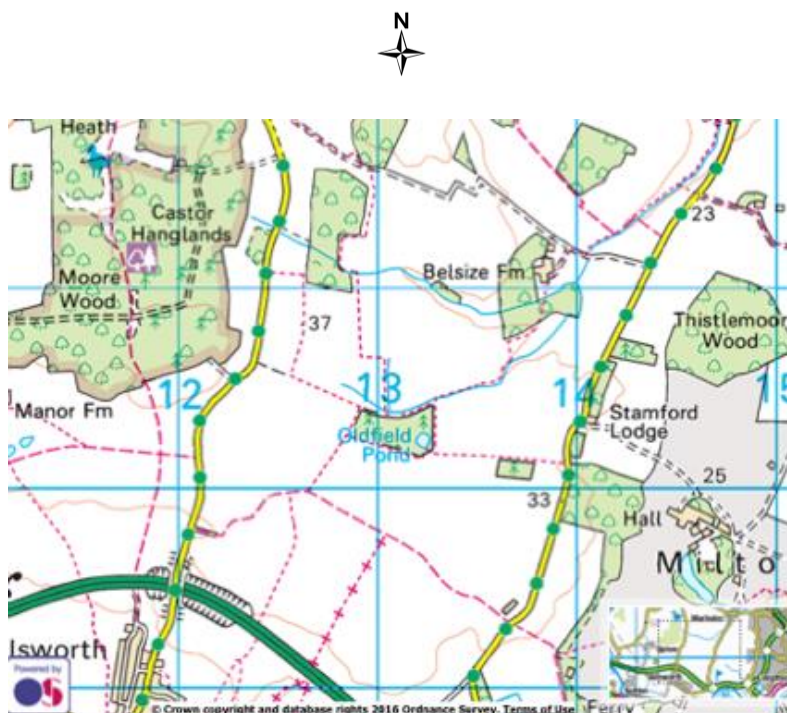 N
Heath
Castor
Hanglands
Moore
Wood
Belsize Fm
23
37
Thistlemoor
Wood
12
13
14
15
Manor Fm
Stamford
Lodge
Oldfield
Pond
25
33
Hall
Milto
lsworth
Powered by
OS
© Crown copyright and database rights 2016 Ordnance Survey. Terms of Use
Ferry